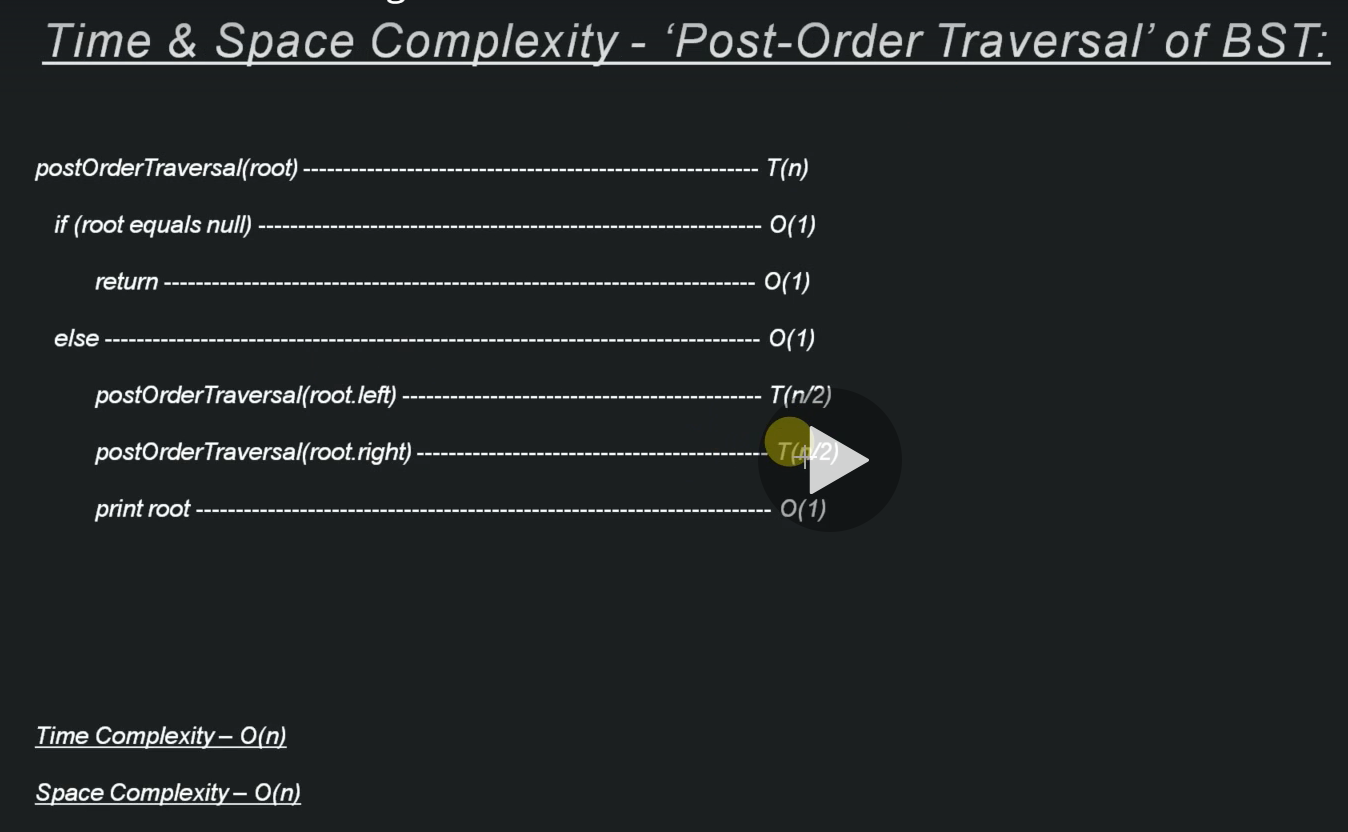 Time & Space Complexity - ‘Post-Order Traversal’ of BST:
postOrderTraversal(root) --------------------------------------------------------- T(n)
if (root equals null) --------------------------------------------------------------- O(1)
return -------------------------------------------------------------------------- O(1)
else ---------------------------------------------------------------------------------- O(1)
postOrderTraversal(root.left) --------------------------------------------- T(n/2)
postOrderTraversal(root.right) -------------------------------------------- T(n/2)
print root ------------------------------------------------------------------------ O(1)
Time Complexity – O(n)
Space Complexity – O(n)